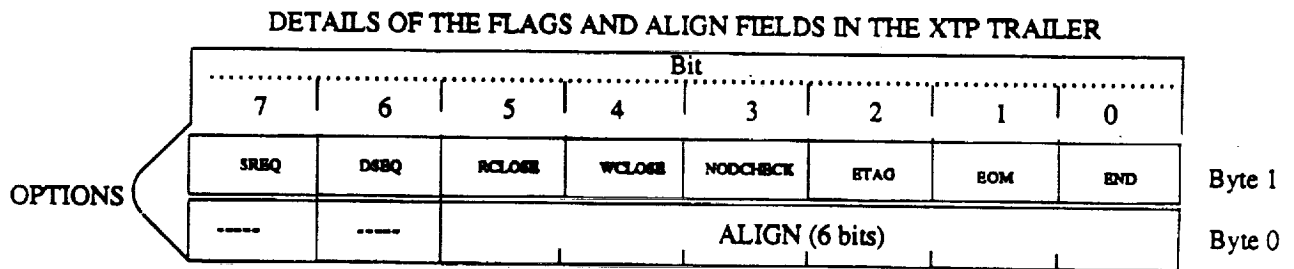 DETAILS OF THE FLAGS AND ALIGN FIELDS IN THE XTP TRAILER
Bit
7 6 5 4 3 2 1 0
SREQ DSEQ RCLOSE WCLOSE NODCHECK ETAG EOM END Byte 1
OPTIONS
----- ----- ALIGN (6 bits) Byte 0